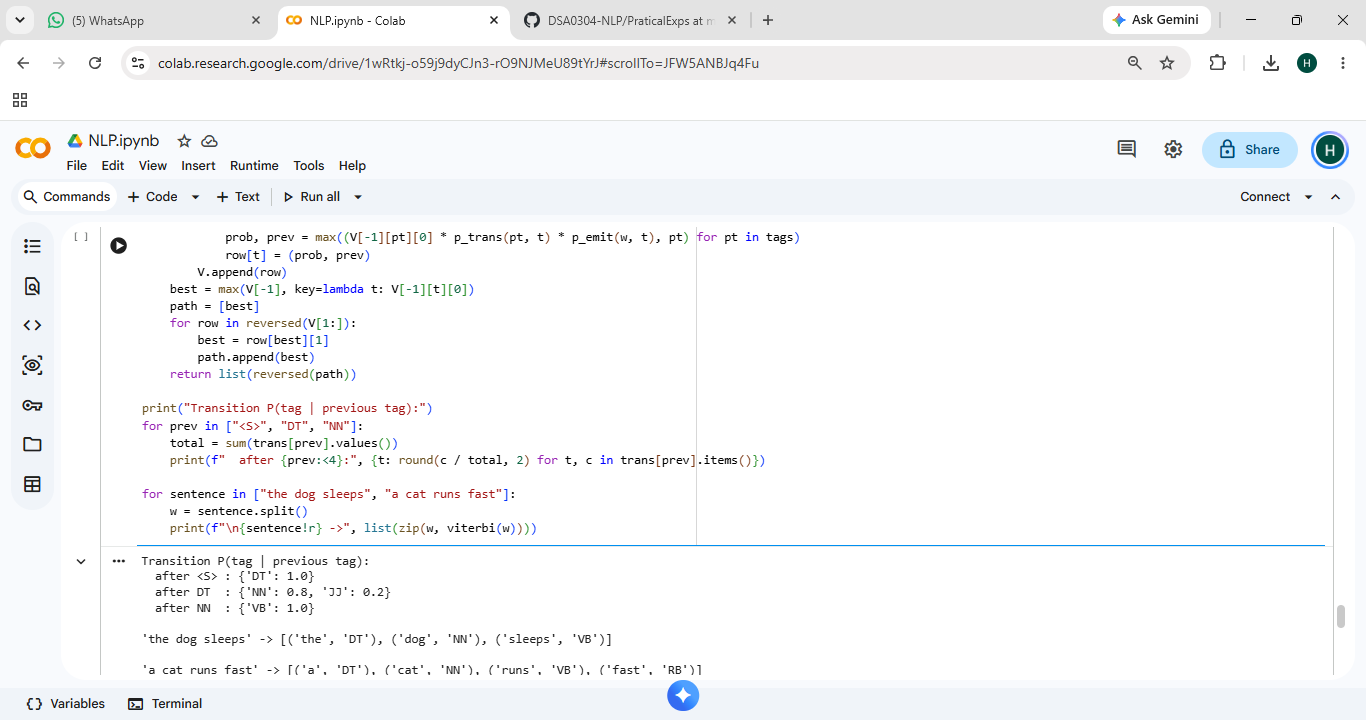 (5) WhatsApp
NLP.ipynb - Colab
DSA0304-NLP/PraticalExps at m
Ask Gemini
colab.research.google.com/drive/1wRtkj-o59j9dyCJn3-rO9NJMeU89tYrJ#scrollTo=JFW5ANBJq4Fu
H
NLP.ipynb
File Edit View Insert Runtime Tools Help
Share
H
Commands + Code + Text Run all
Connect
[ ]
prob, prev = max((V[-1][pt][0] * p_trans(pt, t) * p_emit(w, t), pt) for pt in tags)
row[t] = (prob, prev)
V.append(row)
best = max(V[-1], key=lambda t: V[-1][t][0])
path = [best]
for row in reversed(V[1:]):
best = row[best][1]
path.append(best)
return list(reversed(path))
print("Transition P(tag | previous tag):")
for prev in ["<S>", "DT", "NN"]:
total = sum(trans[prev].values())
print(f"  after {prev:<4}:", {t: round(c / total, 2) for t, c in trans[prev].items()})
for sentence in ["the dog sleeps", "a cat runs fast"]:
w = sentence.split()
print(f"\n{sentence!r} ->", list(zip(w, viterbi(w))))
Transition P(tag | previous tag):
after <S> : {'DT': 1.0}
after DT  : {'NN': 0.8, 'JJ': 0.2}
after NN  : {'VB': 1.0}
'the dog sleeps' -> [('the', 'DT'), ('dog', 'NN'), ('sleeps', 'VB')]
'a cat runs fast' -> [('a', 'DT'), ('cat', 'NN'), ('runs', 'VB'), ('fast', 'RB')]
Variables
Terminal